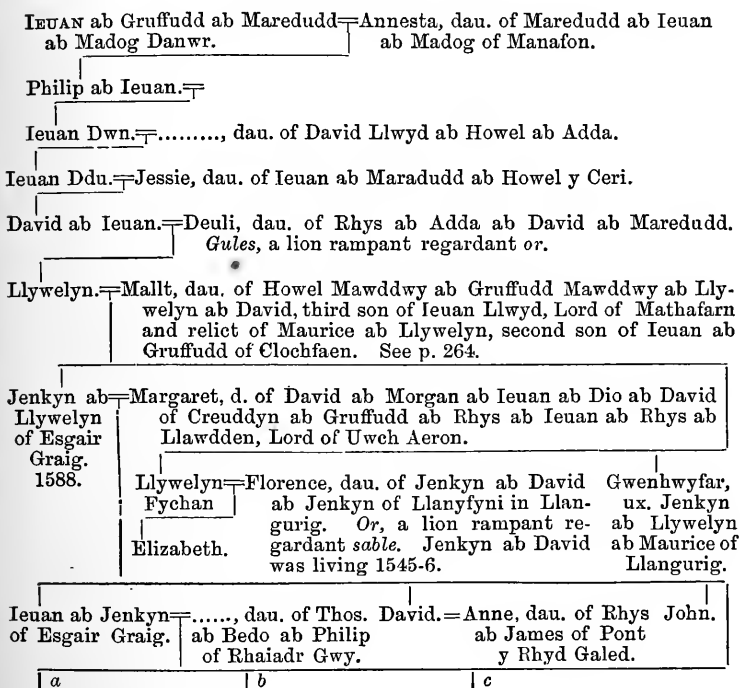 IEUAN ab Gruffudd ab Maredudd=Annesta, dau. of Maredudd ab Ieuan
ab Madog Danwr. ab Madog of Manafon.
Philip ab Ieuan.=
Ieuan Dwn.=........., dau. of David Llwyd ab Howel ab Adda.
Ieuan Ddu.=Jessie, dau. of Ieuan ab Maradudd ab Howel y Ceri.
David ab Ieuan.=Deuli, dau. of Rhys ab Adda ab David ab Maredudd.
Gules, a lion rampant regardant or.
Llywelyn.=Mallt, dau. of Howel Mawddwy ab Gruffudd Mawddwy ab Lly-
welyn ab David, third son of Ieuan Llwyd, Lord of Mathafarn
and relict of Maurice ab Llywelyn, second son of Ieuan ab
Gruffudd of Clochfaen. See p. 264.
Jenkyn ab=Margaret, d. of David ab Morgan ab Ieuan ab Dio ab David
Llywelyn of Creuddyn ab Gruffudd ab Rhys ab Ieuan ab Rhys ab
of Esgair Llawdden, Lord of Uwch Aeron.
Graig.
1588.
Llywelyn=Florence, dau. of Jenkyn ab David
Fychan ab Jenkyn of Llanyfyni in Llan-
gurig. Or, a lion rampant re-
Elizabeth. gardant sable. Jenkyn ab David
was living 1545-6.
Gwenhwyfar,
ux. Jenkyn
ab Llywelyn
ab Maurice of
Llangurig.
Ieuan ab Jenkyn=......, dau. of Thos.
of Esgair Graig. ab Bedo ab Philip
of Rhaiadr Gwy.
David.=Anne, dau. of Rhys
ab James of Pont
y Rhyd Galed.
John.
a b c